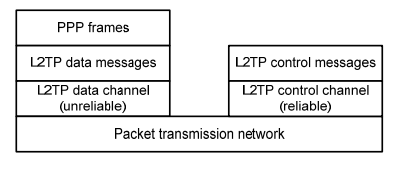 PPP frames
L2TP data messages
L2TP control messages
L2TP data channel
(unreliable)
L2TP control channel
(reliable)
Packet transmission network